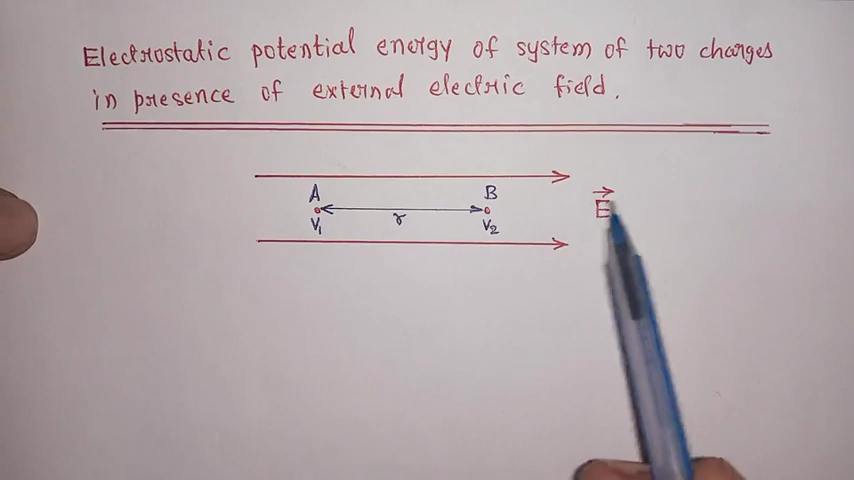 Electrostatic potential energy of system of two charges
in presence of external electric field.
A B
r
V₁ V₂
E